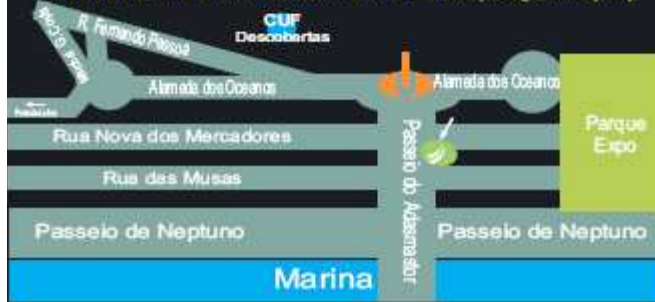 CUF
Descobertas
R. Fernando Pessoa
Alameda dos Oceanos
Alameda dos Oceanos
Rua Nova dos Mercadores
Parque
Expo
Rua das Musas
Passeio do Adasmastor
Passeio de Neptuno
Passeio de Neptuno
Marina